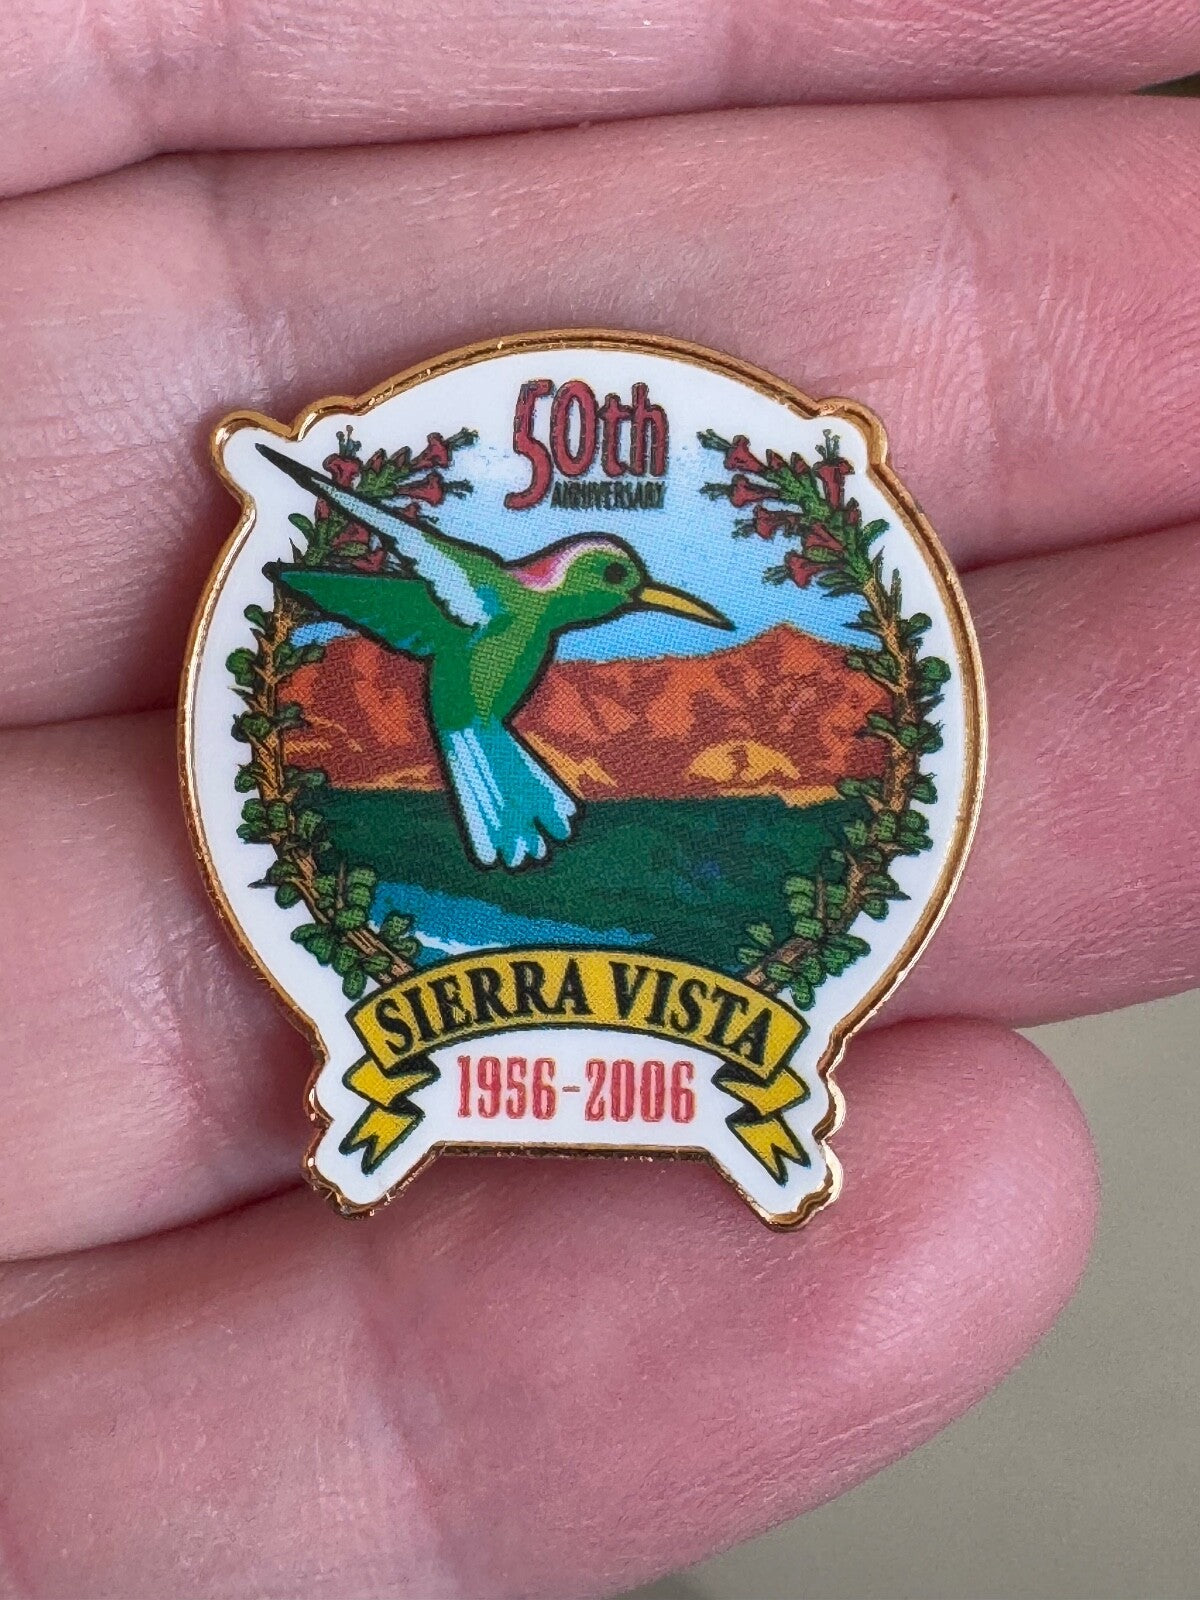 50th
ANNIVERSARY
SIERRA VISTA
1956-2006